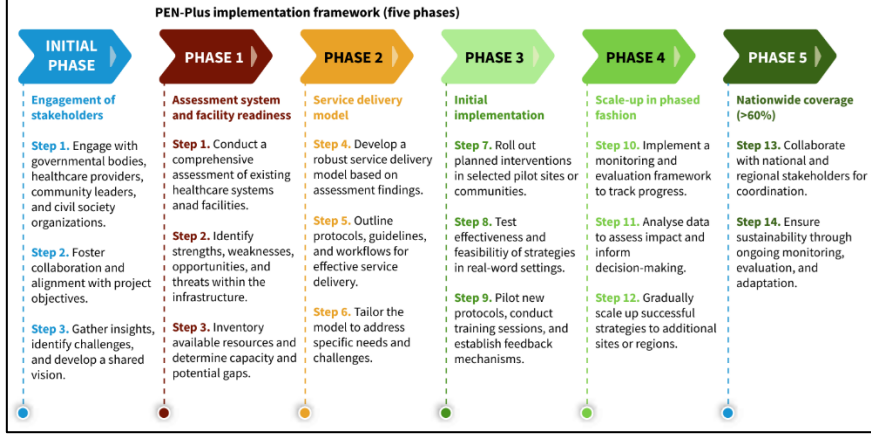 PEN-Plus implementation framework (five phases)
INITIAL
PHASE
Engagement of
stakeholders
Step 1. Engage with
governmental bodies,
healthcare providers,
community leaders,
and civil society
organizations.
Step 2. Foster
collaboration and
alignment with project
objectives.
Step 3. Gather insights,
identify challenges,
and develop a shared
vision.
PHASE 1
Assessment system
and facility readiness
Step 1. Conduct a
comprehensive
assessment of existing
healthcare systems
anad facilities.
Step 2. Identify
strengths, weaknesses,
opportunities, and
threats within the
infrastructure.
Step 3. Inventory
available resources and
determine capacity and
potential gaps.
PHASE 2
Service delivery
model
Step 4. Develop a
robust service delivery
model based on
assessment findings.
Step 5. Outline
protocols, guidelines,
and workflows for
effective service
delivery.
Step 6. Tailor the
model to address
specific needs and
challenges.
PHASE 3
Initial
implementation
Step 7. Roll out
planned interventions
in selected pilot sites or
communities.
Step 8. Test
effectiveness and
feasibilitiy of strategies
in real-word settings.
Step 9. Pilot new
protocols, conduct
training sessions, and
establish feedback
mechanisms.
PHASE 4
Scale-up in phased
fashion
Step 10. Implement a
monitoring and
evaluation framework
to track progress.
Step 11. Analyse data
to assess impact and
inform
decision-making.
Step 12. Gradually
scale up successful
strategies to additional
sites or regions.
PHASE 5
Nationwide coverage
(>60%)
Step 13. Collaborate
with national and
regional stakeholders for
coordination.
Step 14. Ensure
sustainability through
ongoing monitoring,
evaluation, and
adaptation.